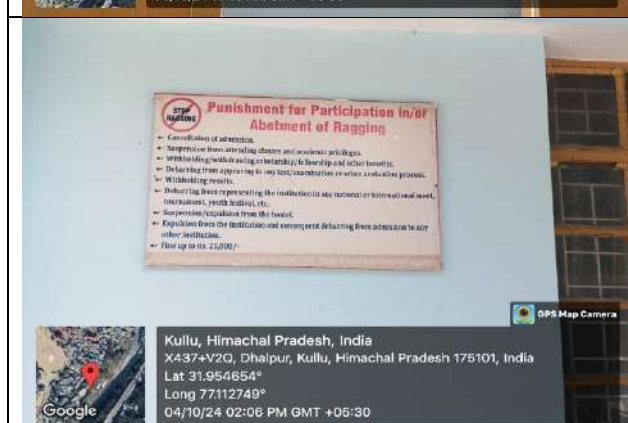 STOP
RAGGING
Punishment for Participation in/or
Abetment of Ragging
Cancellation of admission.
Suspension from attending classes and academic privileges.
Withholding/withdrawing scholarship/fellowship and other benefits.
Debarring from appearing in any test/examination or other evaluation process.
Withholding results.
Debarring from representing the institution in any national or international meet,
tournament, youth festival, etc.
Suspension/expulsion from the hostel.
Expulsion from the institution and consequent debarring from admission to any
other institution.
Fine up to Rs. 25,000/-
GPS Map Camera
Kullu, Himachal Pradesh, India
X437+V2Q, Dhalpur, Kullu, Himachal Pradesh 175101, India
Lat 31.954654°
Long 77.112749°
04/10/24 02:06 PM GMT +05:30
Google